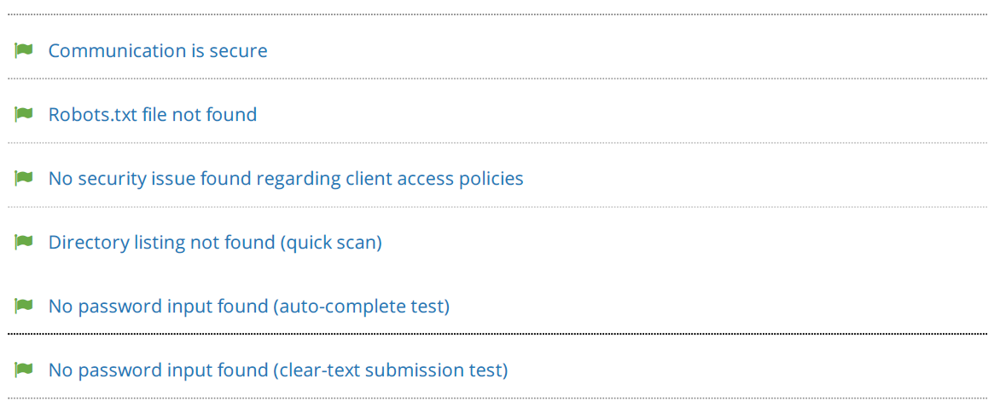 Communication is secure
Robots.txt file not found
No security issue found regarding client access policies
Directory listing not found (quick scan)
No password input found (auto-complete test)
No password input found (clear-text submission test)